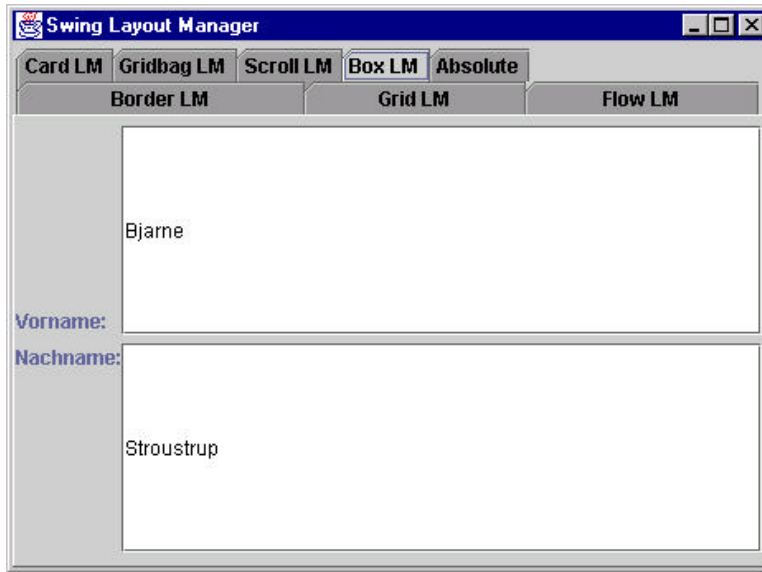 Swing Layout Manager
Card LM Gridbag LM Scroll LM Box LM Absolute
Border LM Grid LM Flow LM
Bjarne
Vorname:
Nachname:
Stroustrup